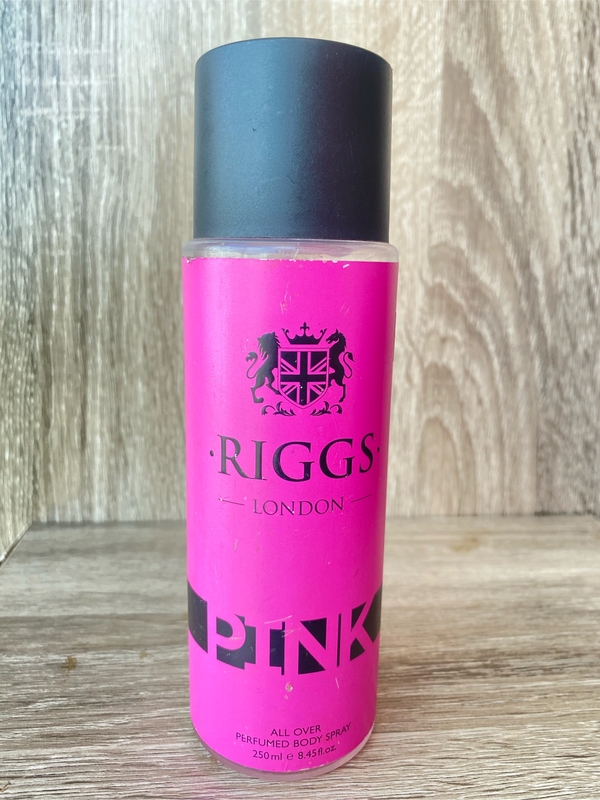 ·RIGGS·
LONDON
PINK
ALL OVER
PERFUMED BODY SPRAY
250ml e 8.45fl.oz.